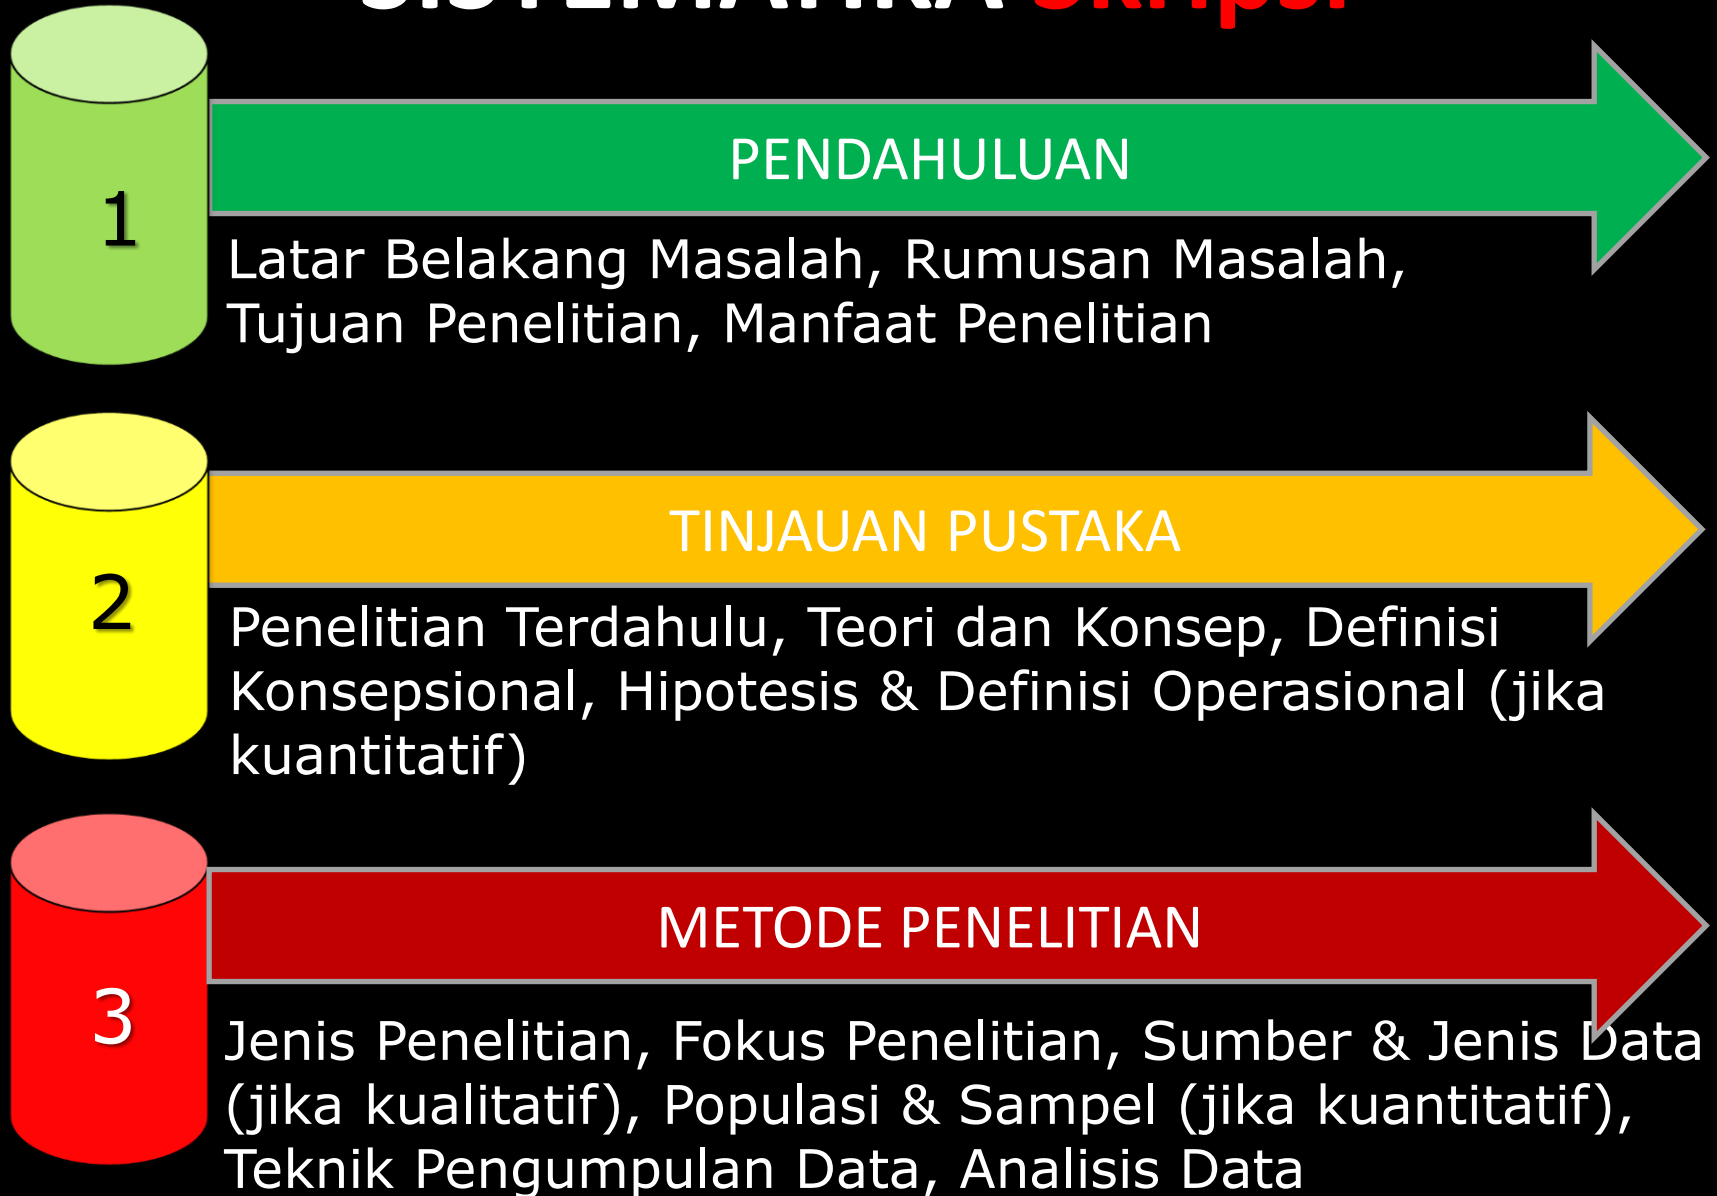 SISTEMATIKA Skripsi
1
PENDAHULUAN
Latar Belakang Masalah, Rumusan Masalah,
Tujuan Penelitian, Manfaat Penelitian
2
TINJAUAN PUSTAKA
Penelitian Terdahulu, Teori dan Konsep, Definisi
Konsepsional, Hipotesis & Definisi Operasional (jika
kuantitatif)
3
METODE PENELITIAN
Jenis Penelitian, Fokus Penelitian, Sumber & Jenis Data
(jika kualitatif), Populasi & Sampel (jika kuantitatif),
Teknik Pengumpulan Data, Analisis Data